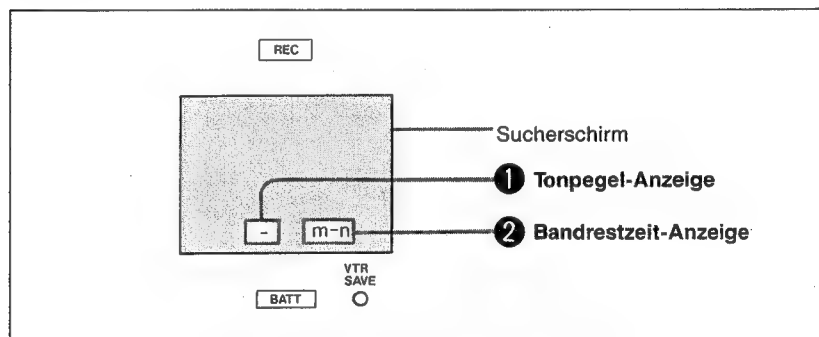 REC
Sucherschirm
1 Tonpegel-Anzeige
- m-n
2 Bandrestzeit-Anzeige
VTR
SAVE
BATT